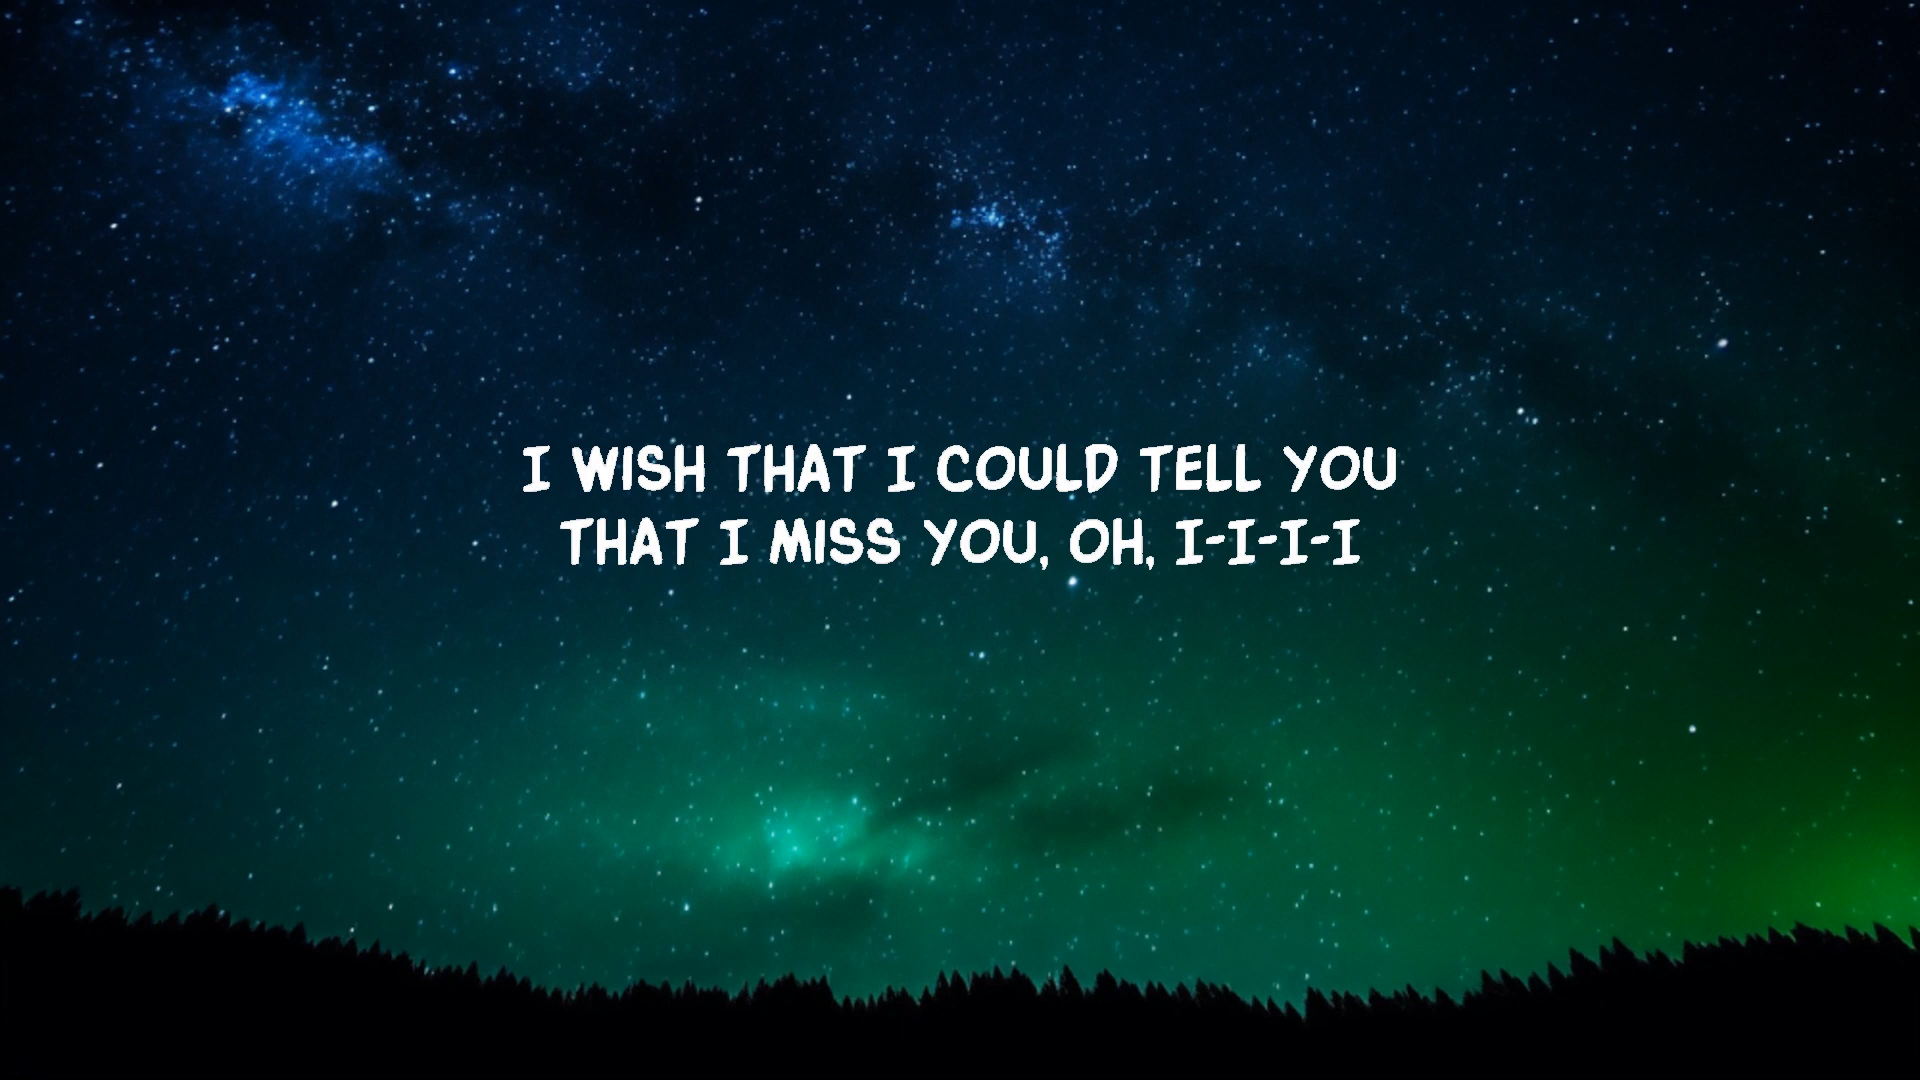 I WISH THAT I COULD TELL YOU
THAT I MISS YOU, OH, I-I-I-I